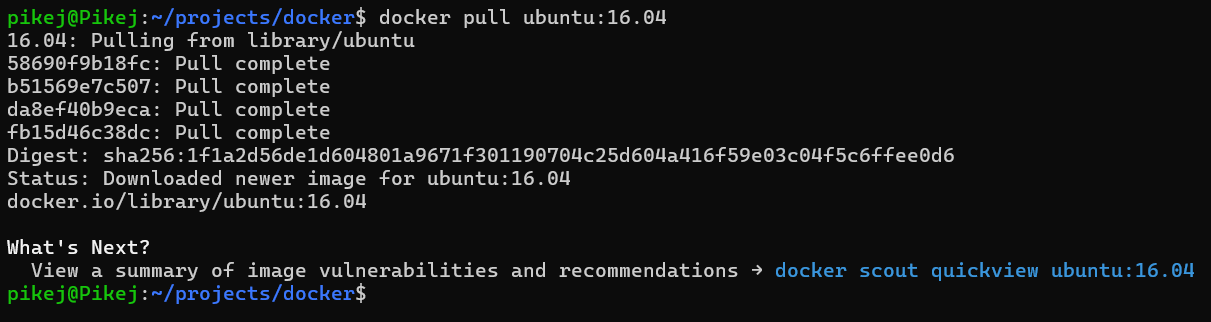 pikej@Pikej:~/projects/docker$ docker pull ubuntu:16.04
16.04: Pulling from library/ubuntu
58690f9b18fc: Pull complete
b51569e7c507: Pull complete
da8ef40b9eca: Pull complete
fb15d46c38dc: Pull complete
Digest: sha256:1f1a2d56de1d604801a9671f301190704c25d604a416f59e03c04f5c6ffee0d6
Status: Downloaded newer image for ubuntu:16.04
docker.io/library/ubuntu:16.04
What's Next?
View a summary of image vulnerabilities and recommendations → docker scout quickview ubuntu:16.04
pikej@Pikej:~/projects/docker$